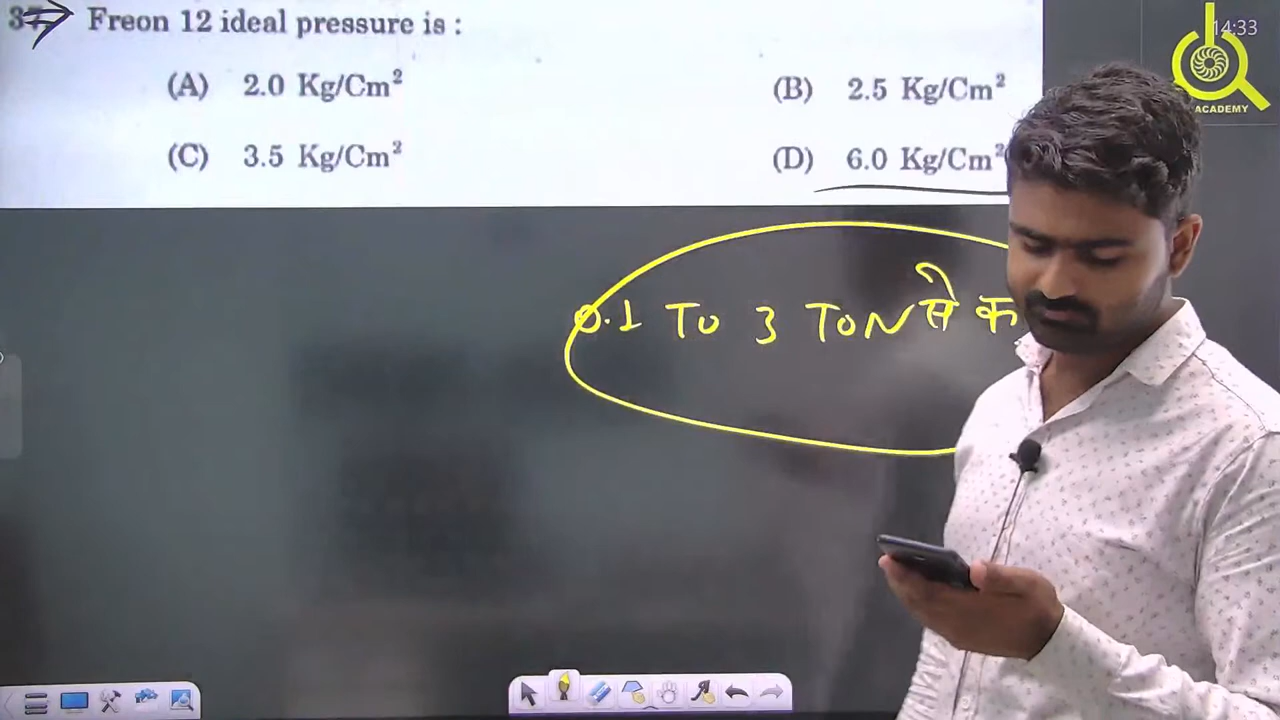 37. Freon 12 ideal pressure is :
(A) 2.0 Kg/Cm²
(B) 2.5 Kg/Cm²
(C) 3.5 Kg/Cm²
(D) 6.0 Kg/Cm²
0.1 To 3 TON से
14:33
ACADEMY